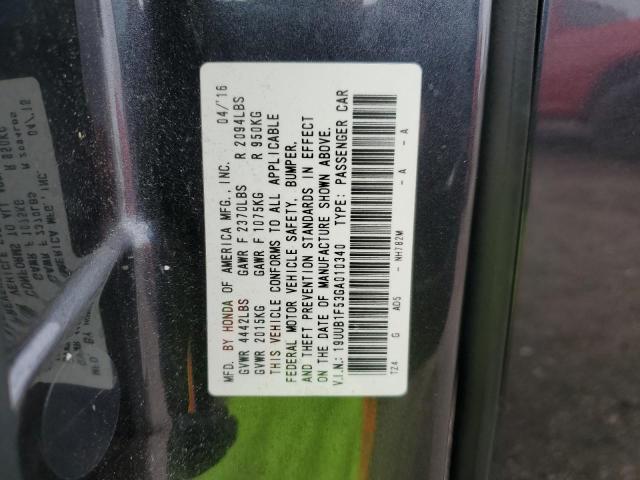 MFD. BY HONDA OF AMERICA MFG., INC. 04/'16
GVWR 4442LBS GAWR F 2370LBS R 2094LBS
GVWR 2015KG GAWR F 1075KG R 950KG
THIS VEHICLE CONFORMS TO ALL APPLICABLE
FEDERAL MOTOR VEHICLE SAFETY, BUMPER,
AND THEFT PREVENTION STANDARDS IN EFFECT
ON THE DATE OF MANUFACTURE SHOWN ABOVE.
V.I.N.: 19UUB1F53GA010340 TYPE: PASSENGER CAR
T24 G AD5 - NH782M - A - A